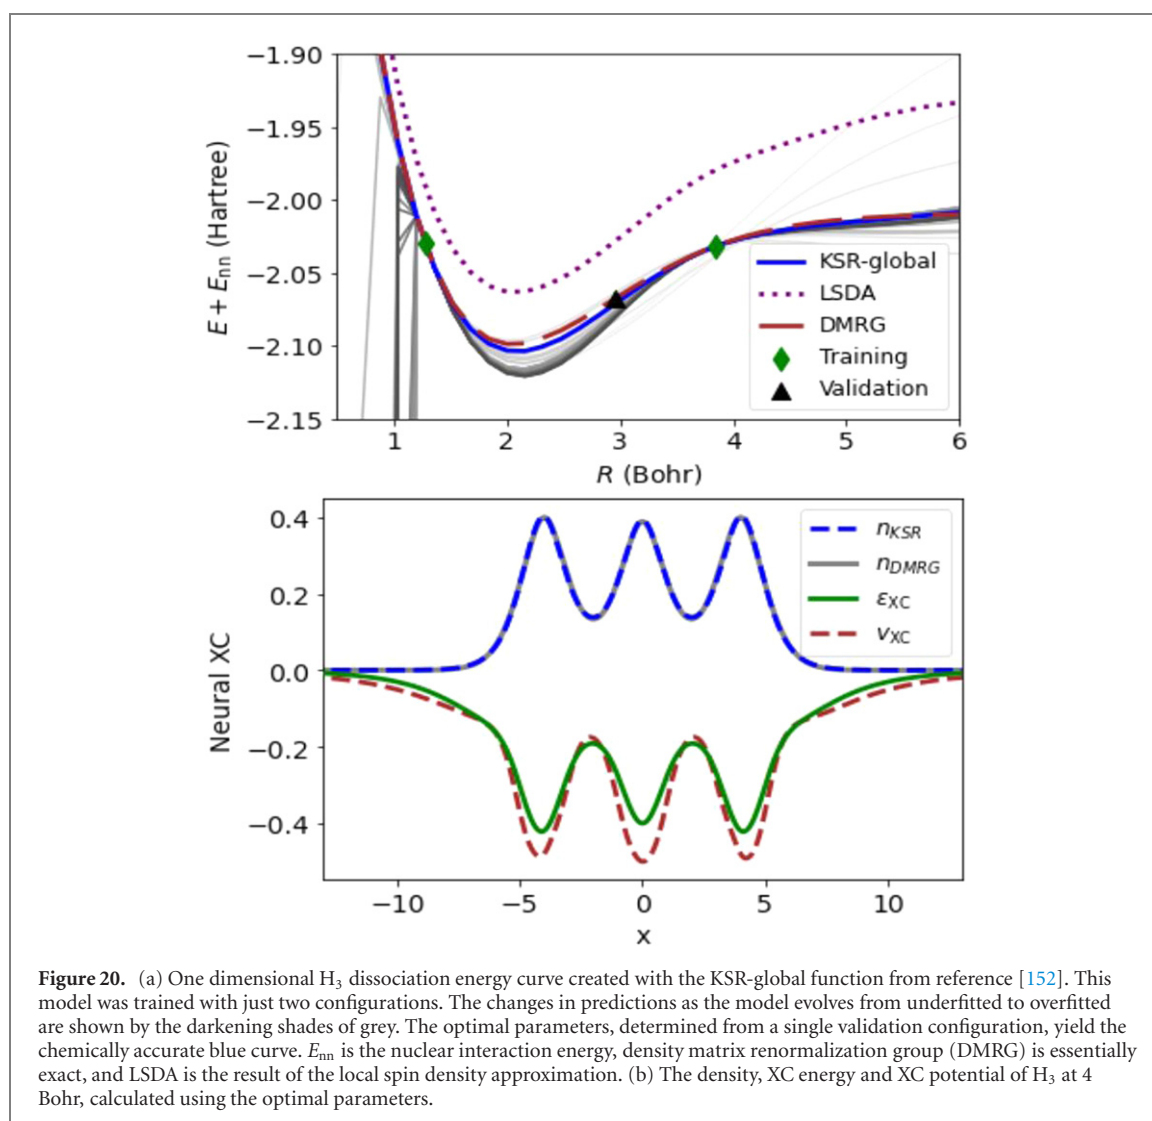 −1.90
−1.95
−2.00
−2.05
−2.10
−2.15
E + Enn (Hartree)
KSR-global
LSDA
DMRG
Training
Validation
1 2 3 4 5 6
R (Bohr)
0.4
0.2
0.0
−0.2
−0.4
Neural XC
nKSR
nDMRG
εXC
vXC
−10 −5 0 5 10
x
Figure 20. (a) One dimensional H3 dissociation energy curve created with the KSR-global function from reference [152]. This
model was trained with just two configurations. The changes in predictions as the model evolves from underfitted to overfitted
are shown by the darkening shades of grey. The optimal parameters, determined from a single validation configuration, yield the
chemically accurate blue curve. Enn is the nuclear interaction energy, density matrix renormalization group (DMRG) is essentially
exact, and LSDA is the result of the local spin density approximation. (b) The density, XC energy and XC potential of H3 at 4
Bohr, calculated using the optimal parameters.